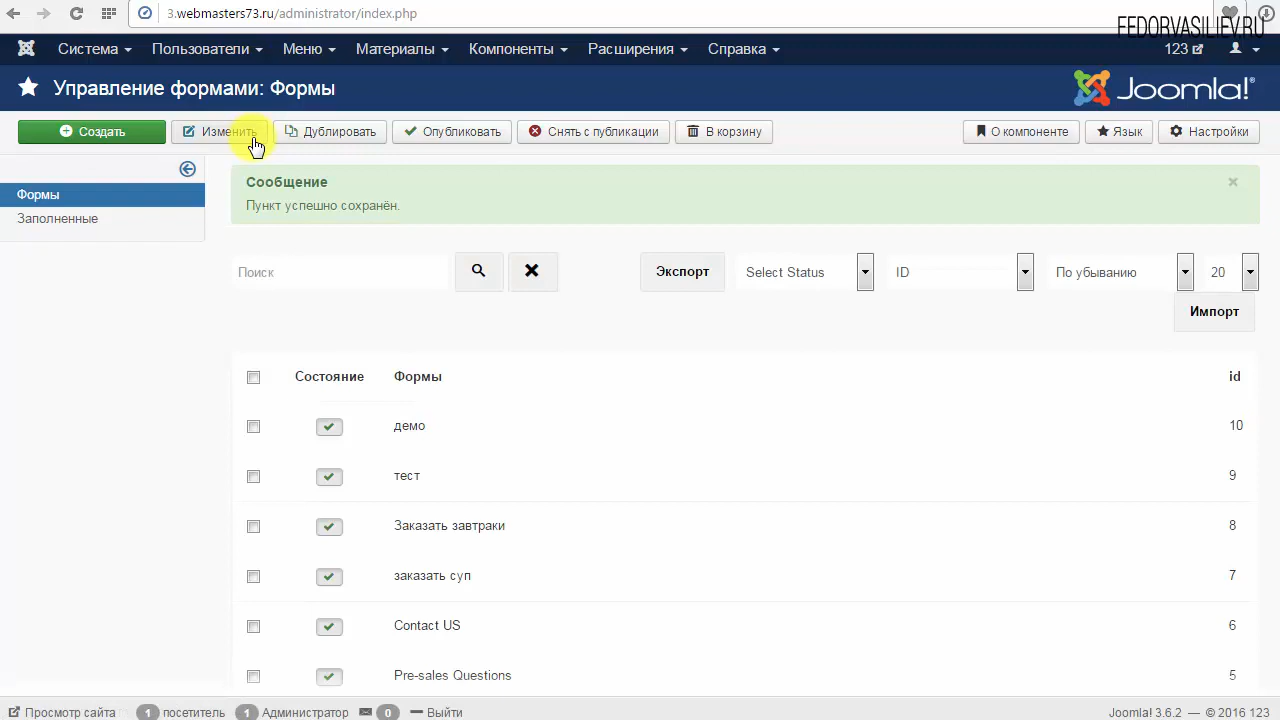 3.webmasters73.ru/administrator/index.php
FEDORVASILIEV.RU
Система Пользователи Меню Материалы Компоненты Расширения Справка 123
Управление формами: Формы
Joomla!®
Создать Изменить Дублировать Опубликовать Снять с публикации В корзину О компоненте Язык Настройки
Формы
Заполненные
Сообщение
Пункт успешно сохранён.
Поиск Экспорт Select Status ID По убыванию 20
Импорт
Состояние Формы id
демо 10
тест 9
Заказать завтраки 8
заказать суп 7
Contact US 6
Pre-sales Questions 5
Просмотр сайта 1 посетитель 1 Администратор 0 Выйти Joomla! 3.6.2 — © 2016 123